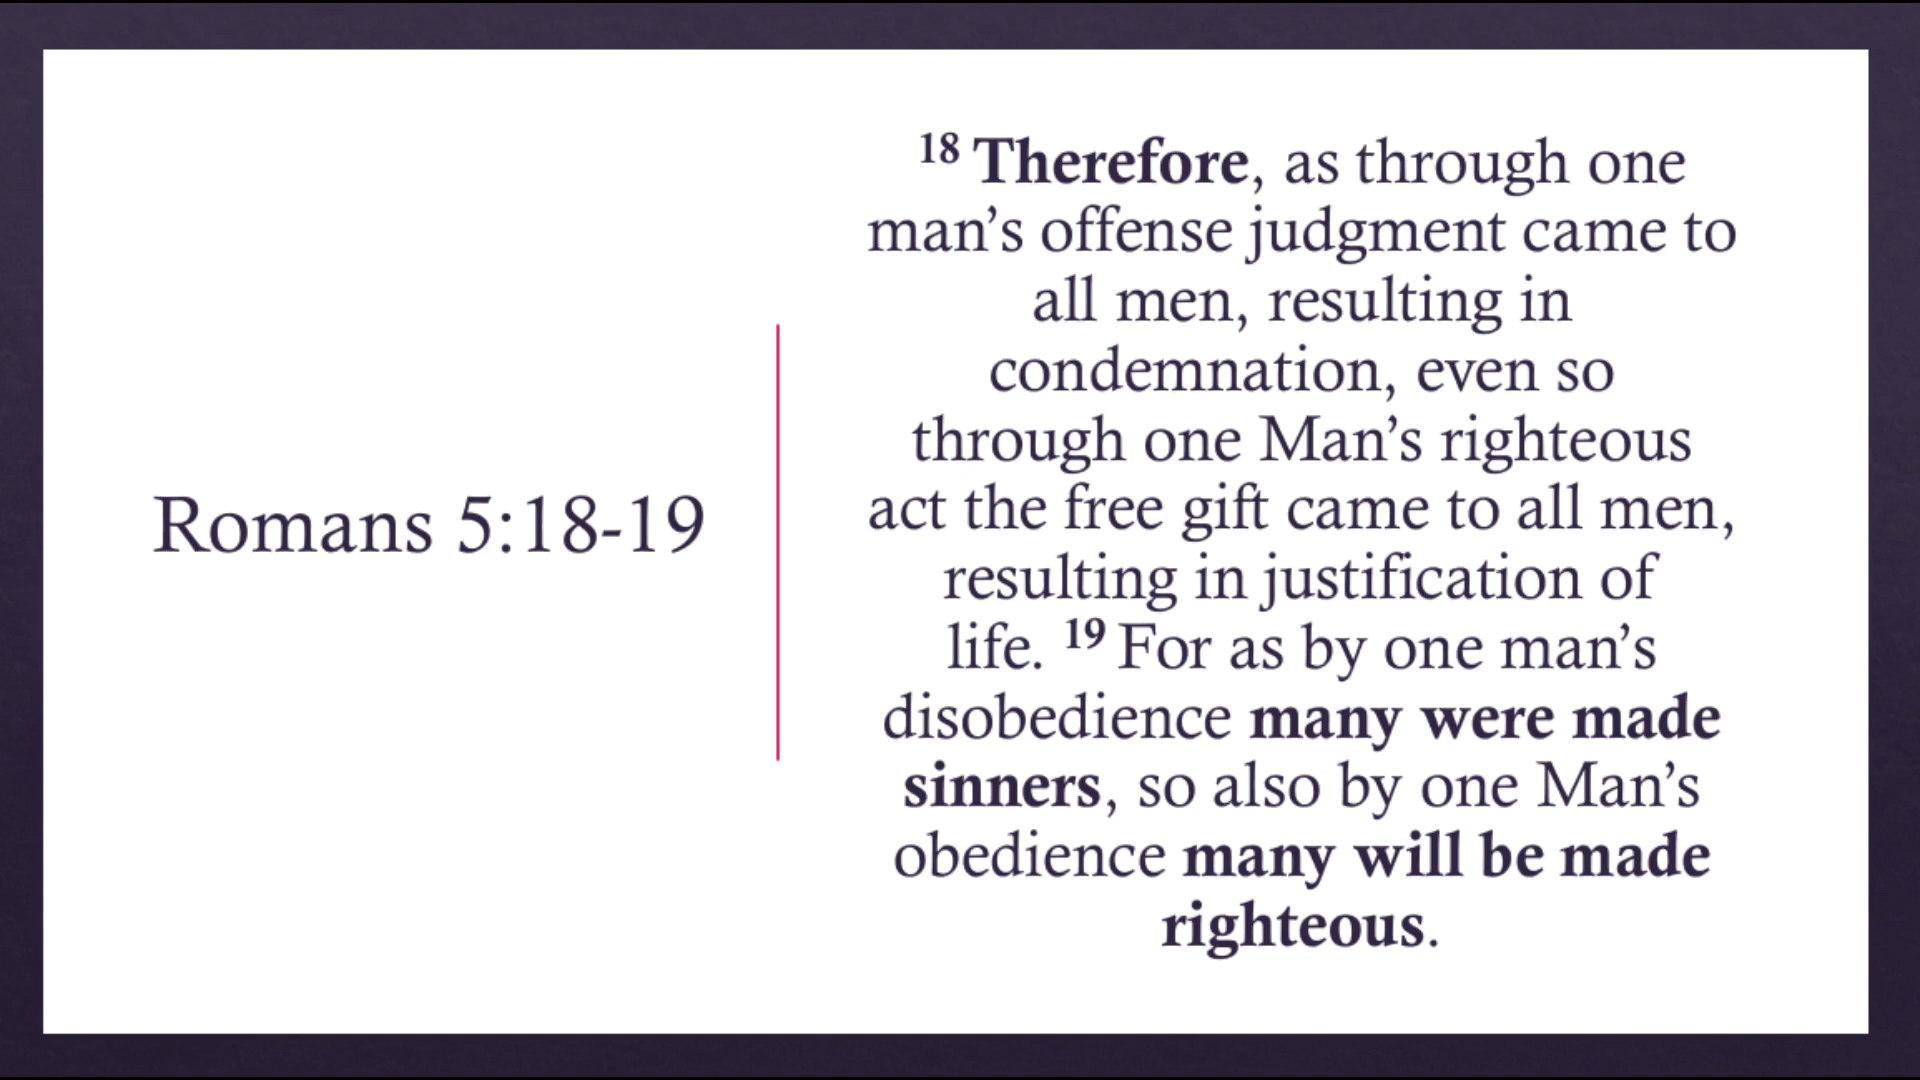 Romans 5:18-19
18 Therefore, as through one
man’s offense judgment came to
all men, resulting in
condemnation, even so
through one Man’s righteous
act the free gift came to all men,
resulting in justification of
life. 19 For as by one man’s
disobedience many were made
sinners, so also by one Man’s
obedience many will be made
righteous.